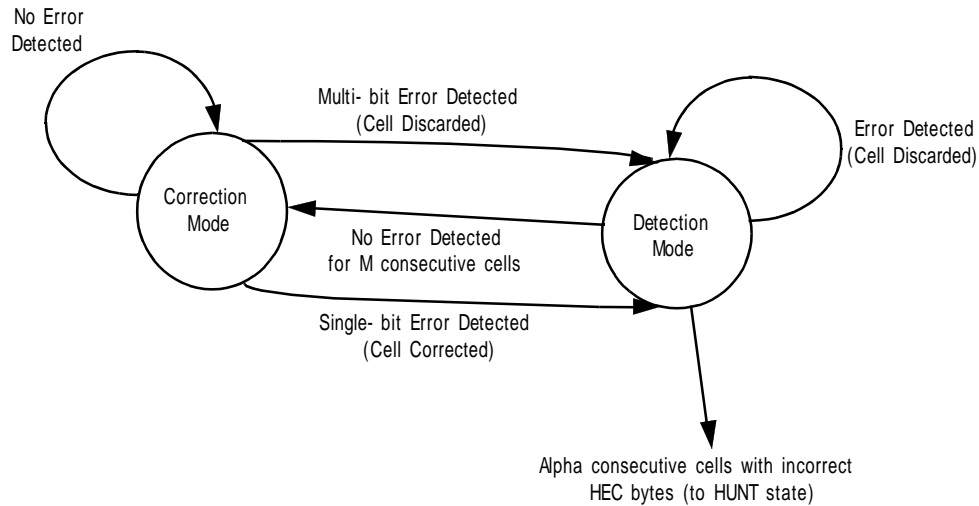 No Error
Detected
Multi- bit Error Detected
(Cell Discarded)
Error Detected
(Cell Discarded)
Correction
Mode
Detection
Mode
No Error Detected
for M consecutive cells
Single- bit Error Detected
(Cell Corrected)
Alpha consecutive cells with incorrect
HEC bytes (to HUNT state)